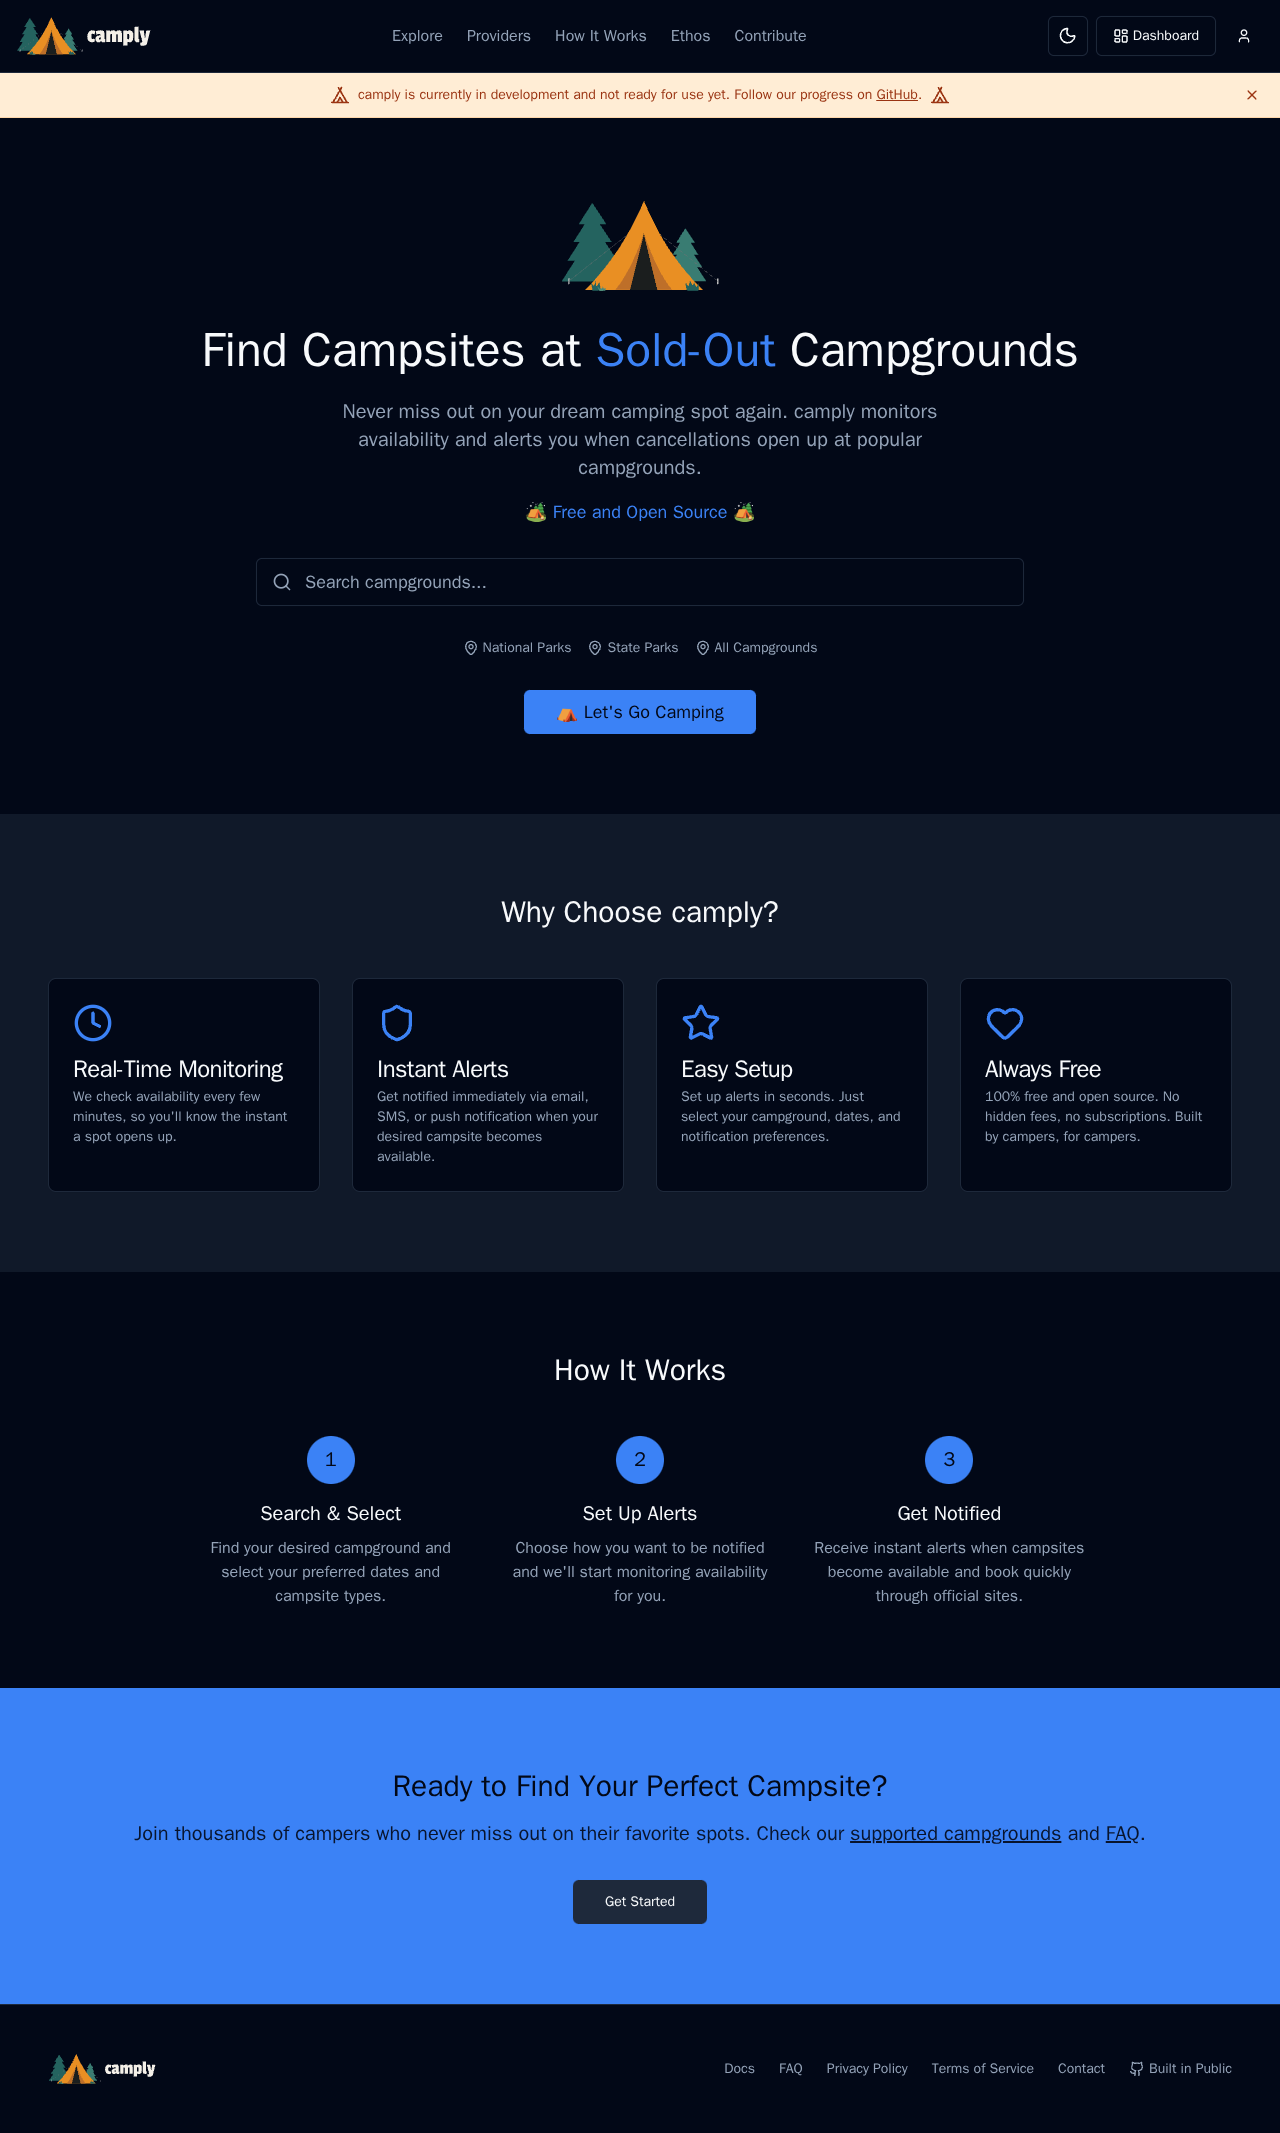 camply
Explore
Providers
How It Works
Ethos
Contribute
Dashboard
camply is currently in development and not ready for use yet. Follow our progress on GitHub.
Find Campsites at Sold-Out Campgrounds
Never miss out on your dream camping spot again. camply monitors
availability and alerts you when cancellations open up at popular
campgrounds.
🏕️ Free and Open Source 🏕️
Search campgrounds...
National Parks
State Parks
All Campgrounds
⛺ Let's Go Camping
Why Choose camply?
Real-Time Monitoring
We check availability every few
minutes, so you'll know the instant
a spot opens up.
Instant Alerts
Get notified immediately via email,
SMS, or push notification when your
desired campsite becomes
available.
Easy Setup
Set up alerts in seconds. Just
select your campground, dates, and
notification preferences.
Always Free
100% free and open source. No
hidden fees, no subscriptions. Built
by campers, for campers.
How It Works
1
Search & Select
Find your desired campground and
select your preferred dates and
campsite types.
2
Set Up Alerts
Choose how you want to be notified
and we'll start monitoring availability
for you.
3
Get Notified
Receive instant alerts when campsites
become available and book quickly
through official sites.
Ready to Find Your Perfect Campsite?
Join thousands of campers who never miss out on their favorite spots. Check our supported campgrounds and FAQ.
Get Started
camply
Docs
FAQ
Privacy Policy
Terms of Service
Contact
Built in Public